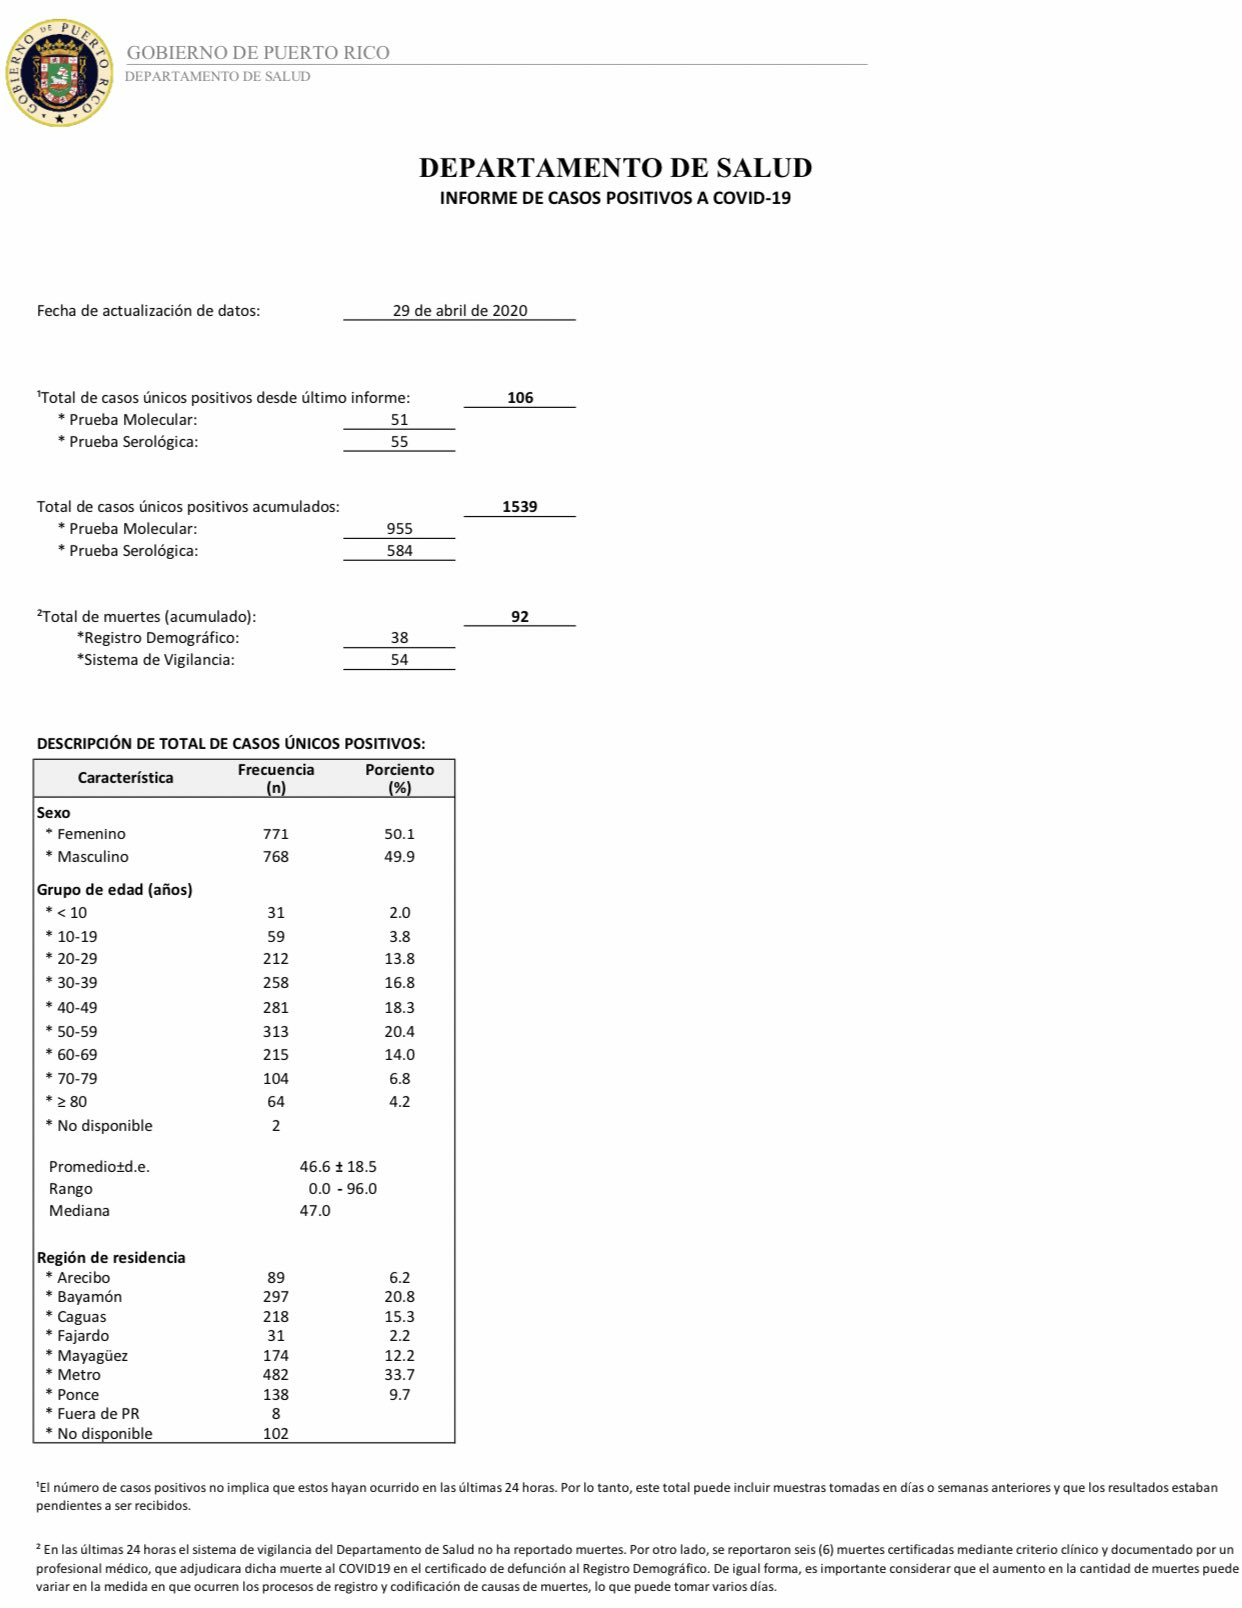 GOBIERNO DE PUERTO RICO
GOBIERNO DE PUERTO RICO
DEPARTAMENTO DE SALUD
DEPARTAMENTO DE SALUD
INFORME DE CASOS POSITIVOS A COVID-19
Fecha de actualización de datos: 29 de abril de 2020
¹Total de casos únicos positivos desde último informe: 106
* Prueba Molecular: 51
* Prueba Serológica: 55
Total de casos únicos positivos acumulados: 1539
* Prueba Molecular: 955
* Prueba Serológica: 584
²Total de muertes (acumulado): 92
*Registro Demográfico: 38
*Sistema de Vigilancia: 54
DESCRIPCIÓN DE TOTAL DE CASOS ÚNICOS POSITIVOS:
Característica Frecuencia (n) Porciento (%)
Sexo
* Femenino 771 50.1
* Masculino 768 49.9
Grupo de edad (años)
* < 10 31 2.0
* 10-19 59 3.8
* 20-29 212 13.8
* 30-39 258 16.8
* 40-49 281 18.3
* 50-59 313 20.4
* 60-69 215 14.0
* 70-79 104 6.8
* ≥ 80 64 4.2
* No disponible 2
Promedio±d.e. 46.6 ± 18.5
Rango 0.0 - 96.0
Mediana 47.0
Región de residencia
* Arecibo 89 6.2
* Bayamón 297 20.8
* Caguas 218 15.3
* Fajardo 31 2.2
* Mayagüez 174 12.2
* Metro 482 33.7
* Ponce 138 9.7
* Fuera de PR 8
* No disponible 102
¹El número de casos positivos no implica que estos hayan ocurrido en las últimas 24 horas. Por lo tanto, este total puede incluir muestras tomadas en días o semanas anteriores y que los resultados estaban
pendientes a ser recibidos.
² En las últimas 24 horas el sistema de vigilancia del Departamento de Salud no ha reportado muertes. Por otro lado, se reportaron seis (6) muertes certificadas mediante criterio clínico y documentado por un
profesional médico, que adjudicara dicha muerte al COVID19 en el certificado de defunción al Registro Demográfico. De igual forma, es importante considerar que el aumento en la cantidad de muertes puede
variar en la medida en que ocurren los procesos de registro y codificación de causas de muertes, lo que puede tomar varios días.